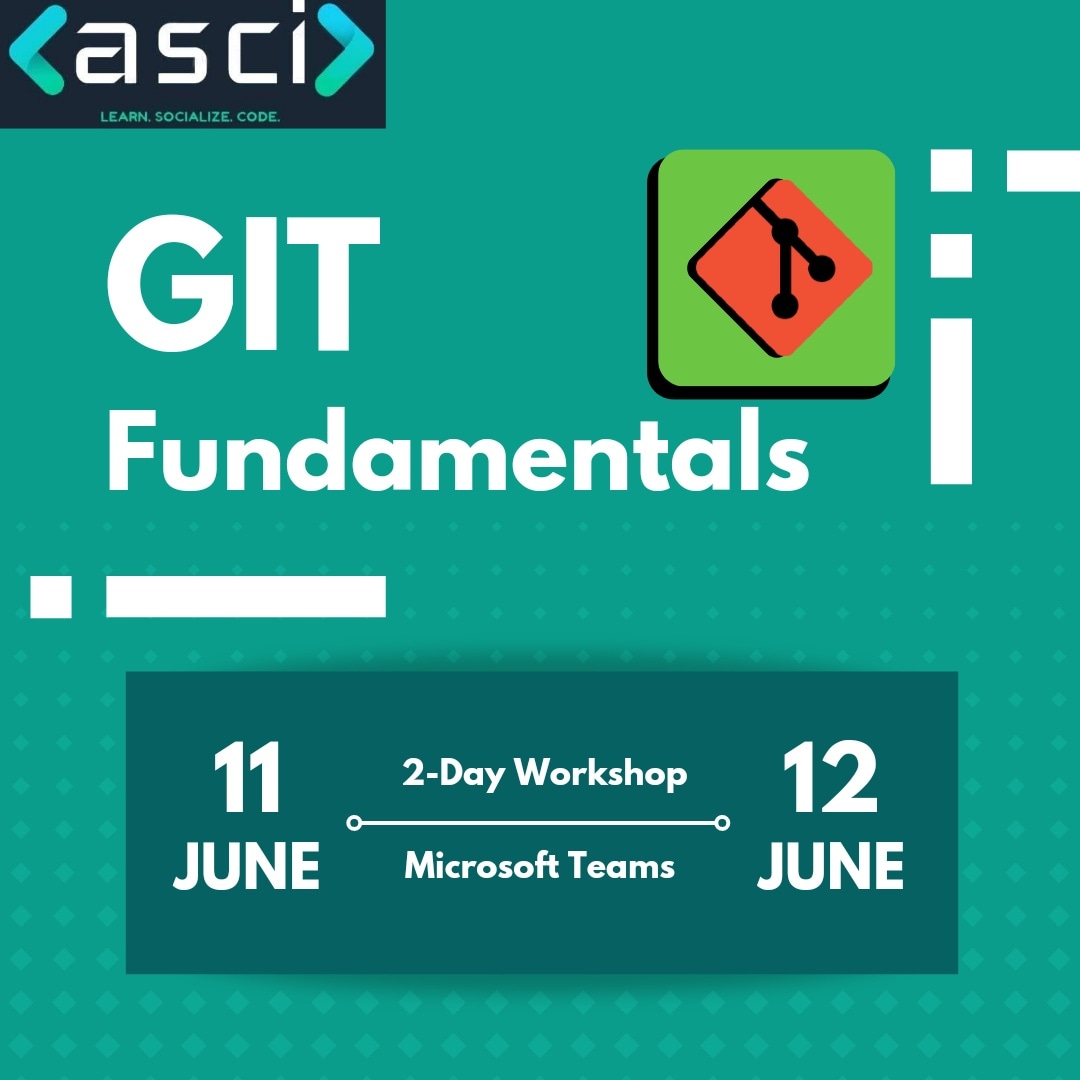 <asci>
LEARN. SOCIALIZE. CODE.
GIT
Fundamentals
11
JUNE
2-Day Workshop
Microsoft Teams
12
JUNE